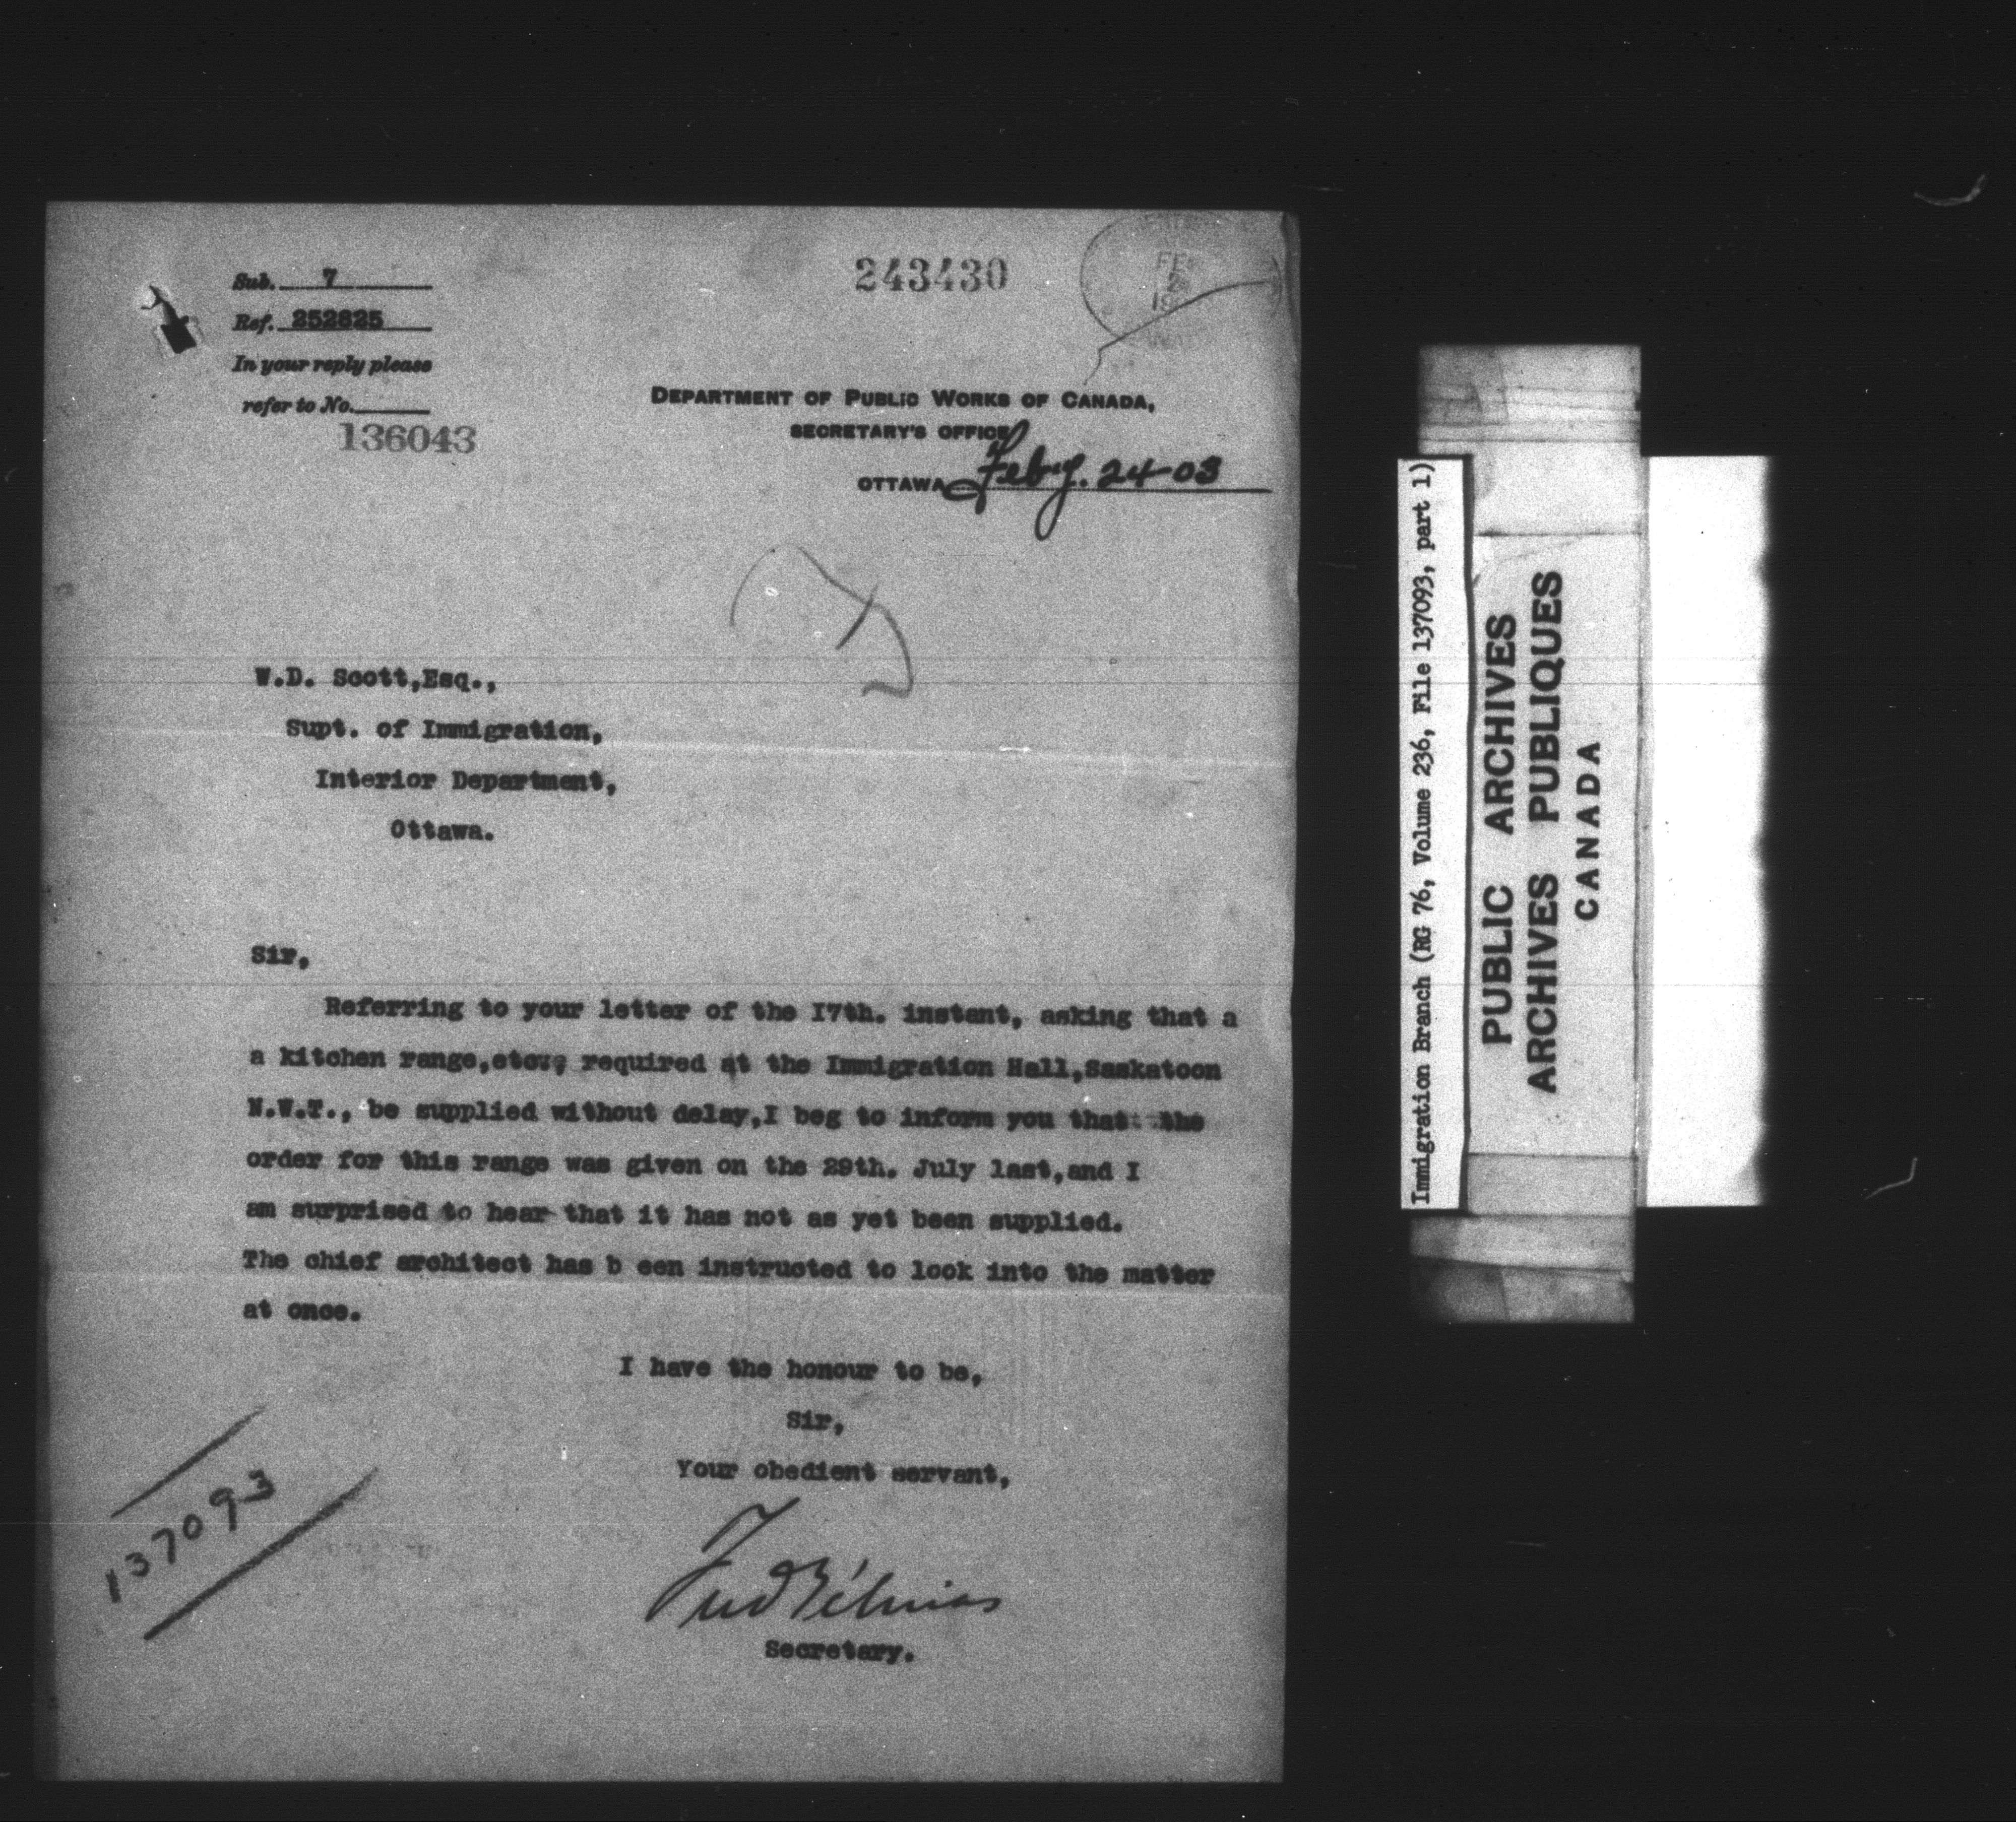 Sub. 7
Ref. 252825
In your reply please
refer to No.
136043
243430
DEPARTMENT OF PUBLIC WORKS OF CANADA,
SECRETARY'S OFFICE
OTTAWA Feby. 24 03
W.D. Scott,Esq.,
Supt. of Immigration,
Interior Department,
Ottawa.
Sir,
Referring to your letter of the I7th. instant, asking that a
a kitchen range,etc., required at the Immigration Hall,Saskatoon
N.W.T., be supplied without delay,I beg to inform you that the
order for this range was given on the 29th. July last,and I
am surprised to hear that it has not as yet been supplied.
The chief architect has b een instructed to look into the matter
at once.
I have the honour to be,
Sir,
Your obedient servant,
Fred Gélinas
Secretary.
137093
Immigration Branch (RG 76, Volume 236, File 137093, part 1)
PUBLIC ARCHIVES
ARCHIVES PUBLIQUES
CANADA